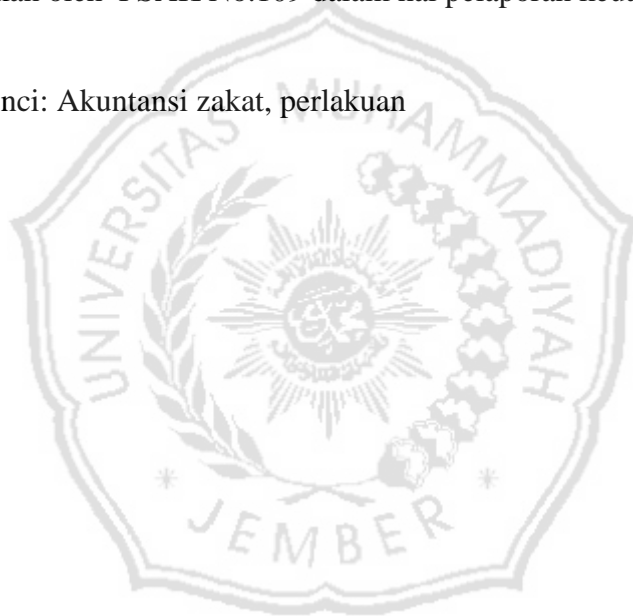 nci: Akuntansi zakat, perlakuan
UNIVERSITAS MUHAMMADIYAH
* JEMBER *